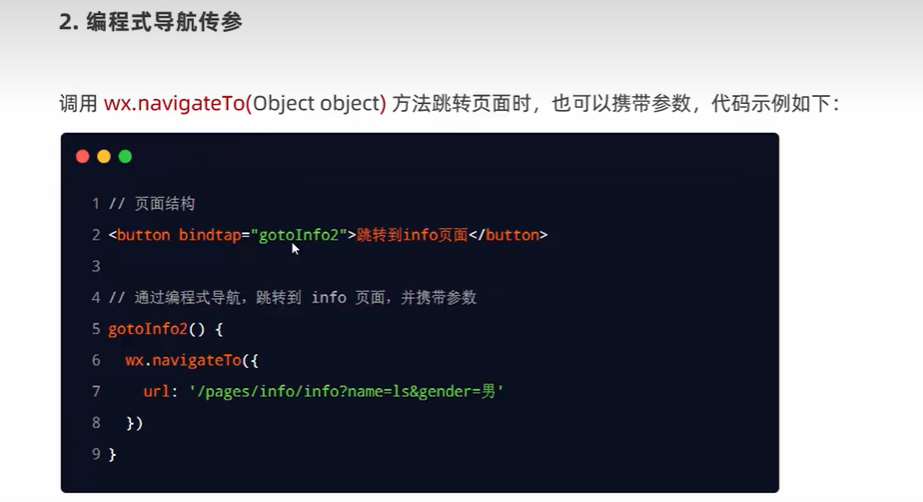 2. 编程式导航传参
调用 wx.navigateTo(Object object) 方法跳转页面时，也可以携带参数，代码示例如下：
1 // 页面结构
2 <button bindtap="gotoInfo2">跳转到info页面</button>
3
4 // 通过编程式导航，跳转到 info 页面，并携带参数
5 gotoInfo2() {
6   wx.navigateTo({
7     url: '/pages/info/info?name=ls&gender=男'
8   })
9 }